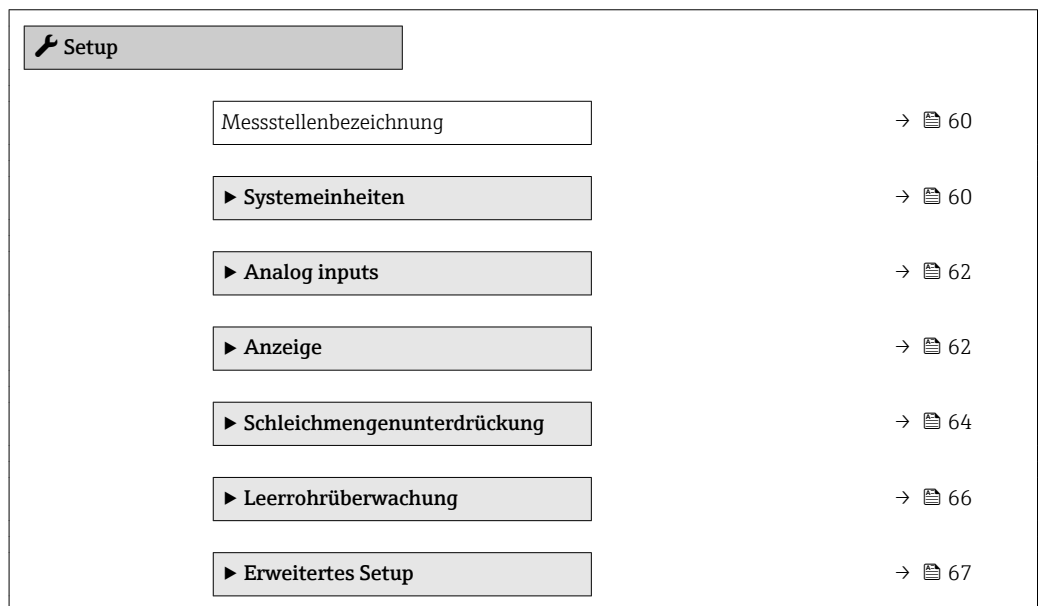 Setup
Messstellenbezeichnung → 60
▶ Systemeinheiten → 60
▶ Analog inputs → 62
▶ Anzeige → 62
▶ Schleichmengenunterdrückung → 64
▶ Leerrohrüberwachung → 66
▶ Erweitertes Setup → 67